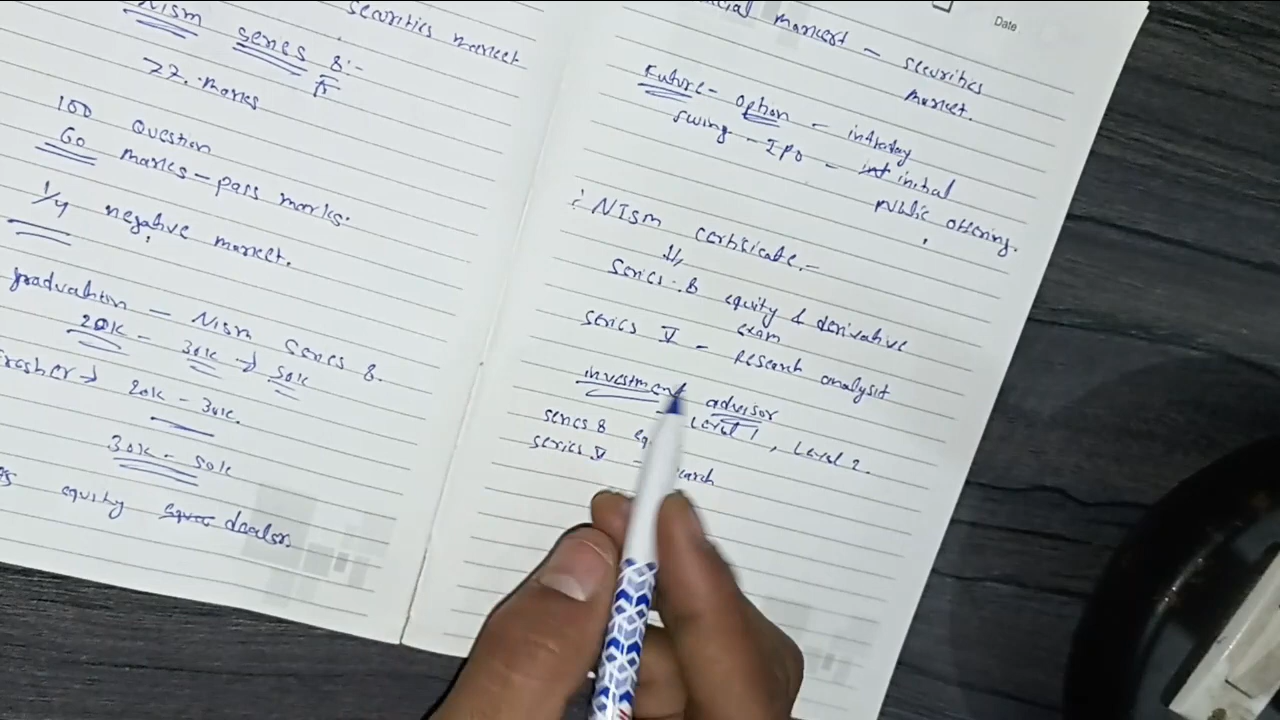 securities market
Nism series 8:-
77. marks
100 Question
60 marks - pass marks.
1/4 negative market.
graduation - Nism series 8.
20k - 30k → 50k
fresher → 20k - 30k.
30k - 50k
equity dealer
Date
market - securities
market.
Future - option - intraday
swing - IPO - initial
public offering.
: NIsm certificate.-
series :. 8 equity & derivative
exam
series V - research analysit
investment advisor
Level 1, Level 2.
series 8
series V